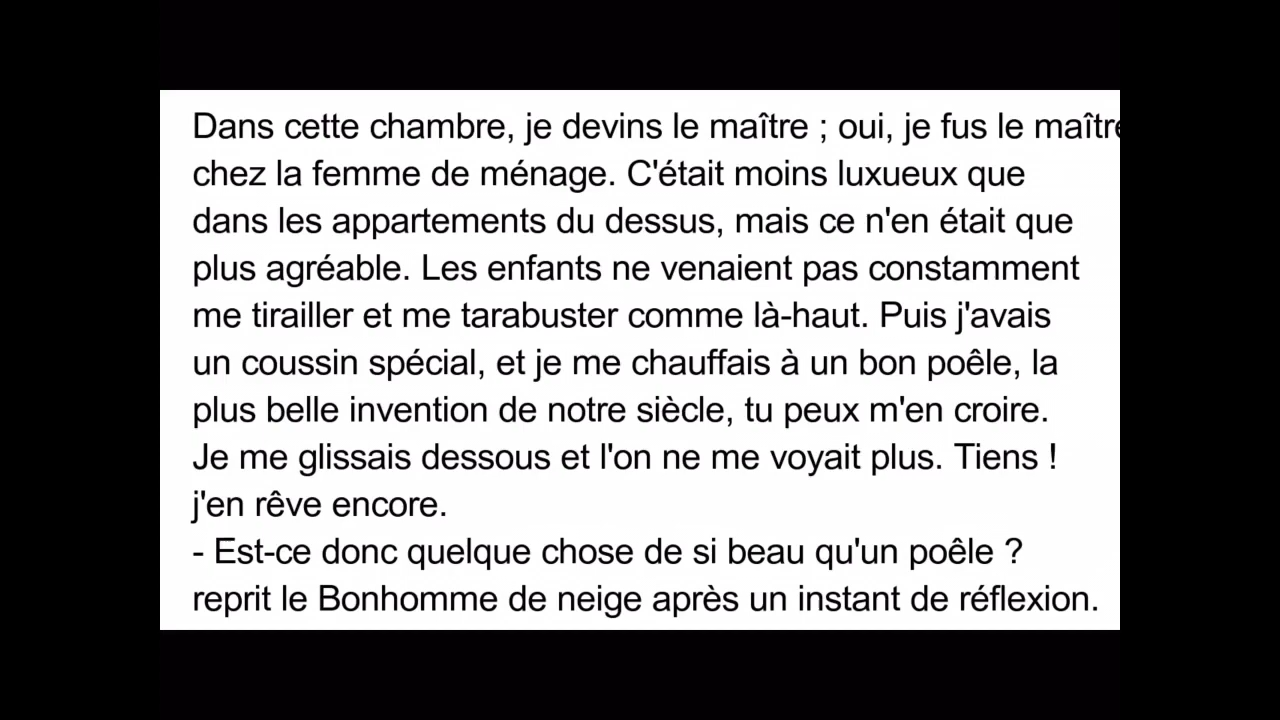 Dans cette chambre, je devins le maître ; oui, je fus le maître
chez la femme de ménage. C'était moins luxueux que
dans les appartements du dessus, mais ce n'en était que
plus agréable. Les enfants ne venaient pas constamment
me tirailler et me tarabuster comme là-haut. Puis j'avais
un coussin spécial, et je me chauffais à un bon poêle, la
plus belle invention de notre siècle, tu peux m'en croire.
Je me glissais dessous et l'on ne me voyait plus. Tiens !
j'en rêve encore.
- Est-ce donc quelque chose de si beau qu'un poêle ?
reprit le Bonhomme de neige après un instant de réflexion.